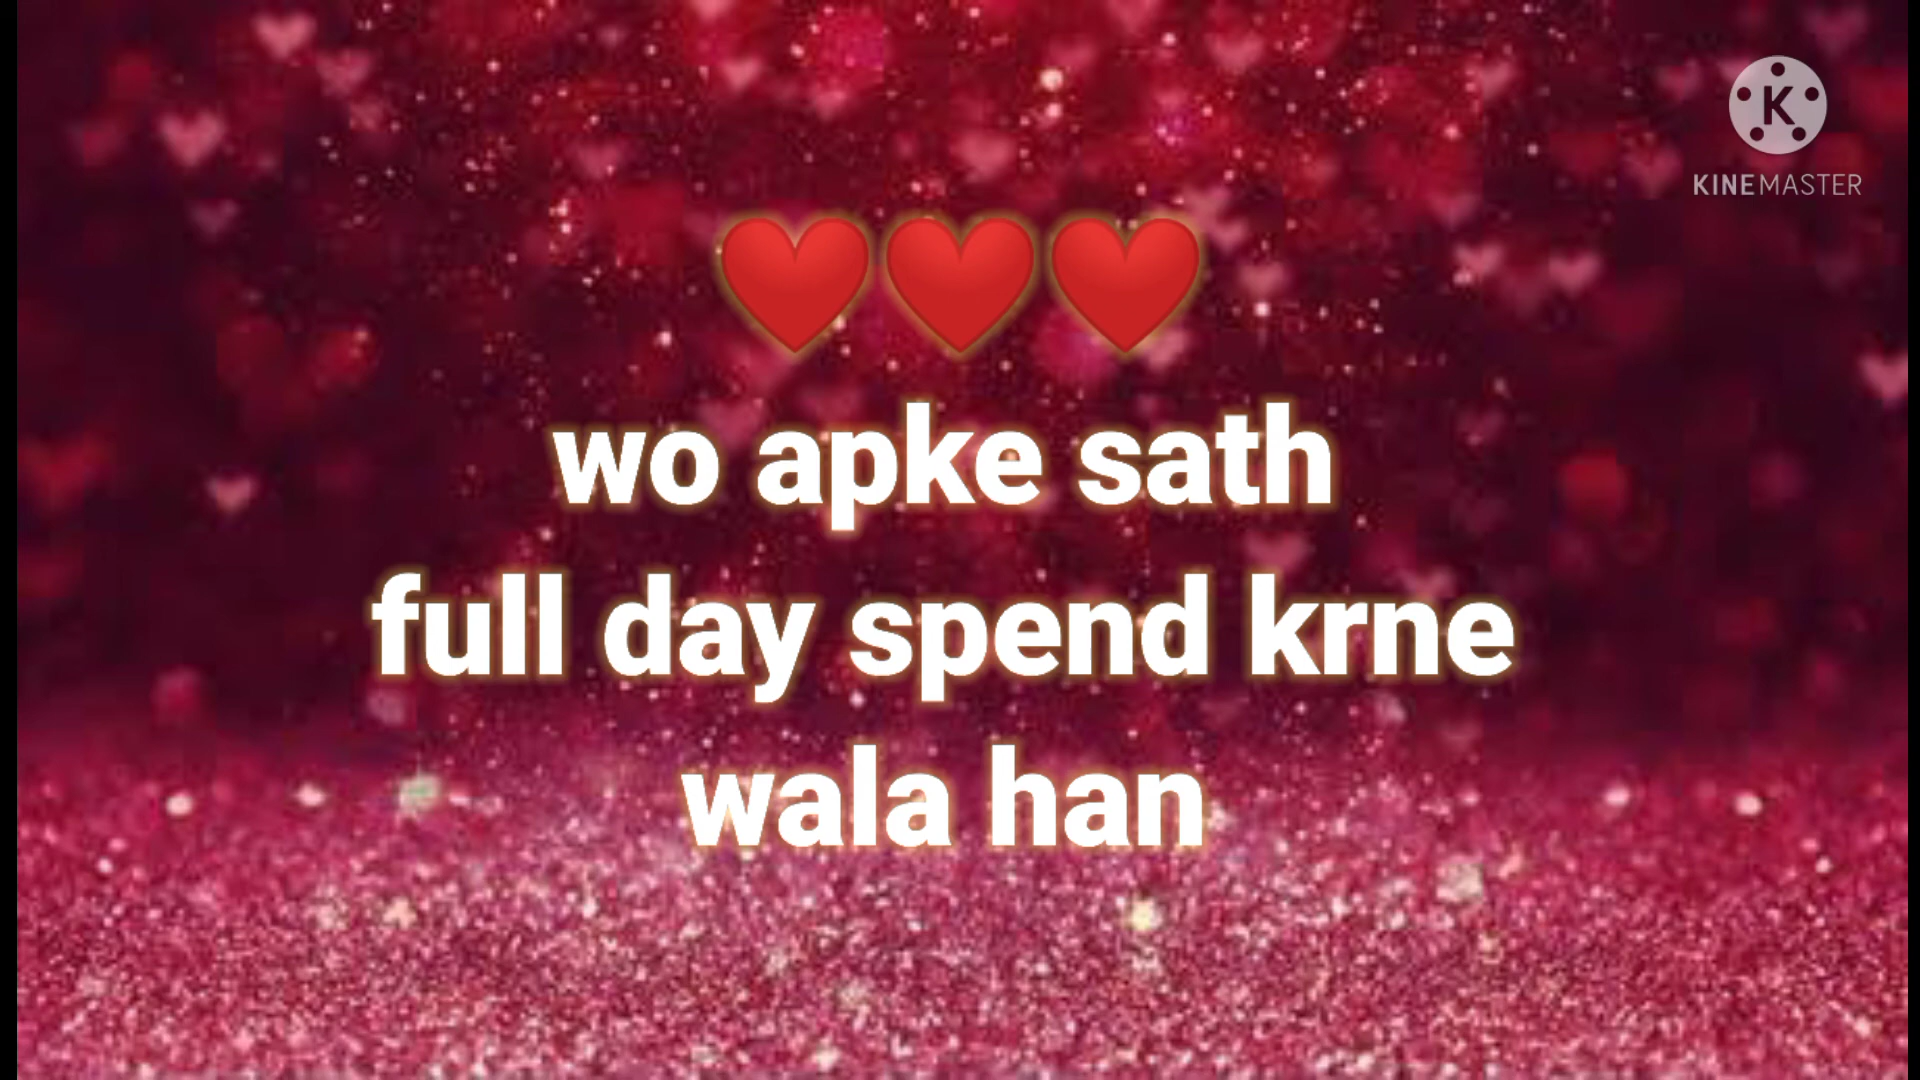 KINEMASTER
❤️❤️❤️
wo apke sath
full day spend krne
wala han